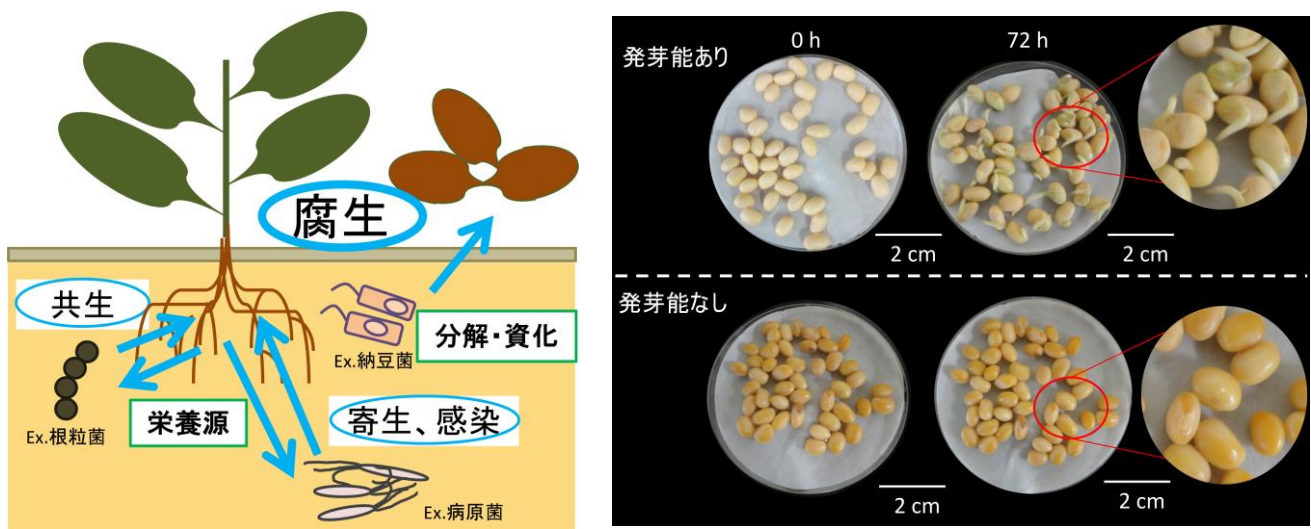 腐生
共生
Ex.根粒菌
栄養源
Ex.納豆菌
分解・資化
寄生、感染
Ex.病原菌
発芽能あり
0 h
72 h
2 cm
2 cm
発芽能なし
2 cm
2 cm